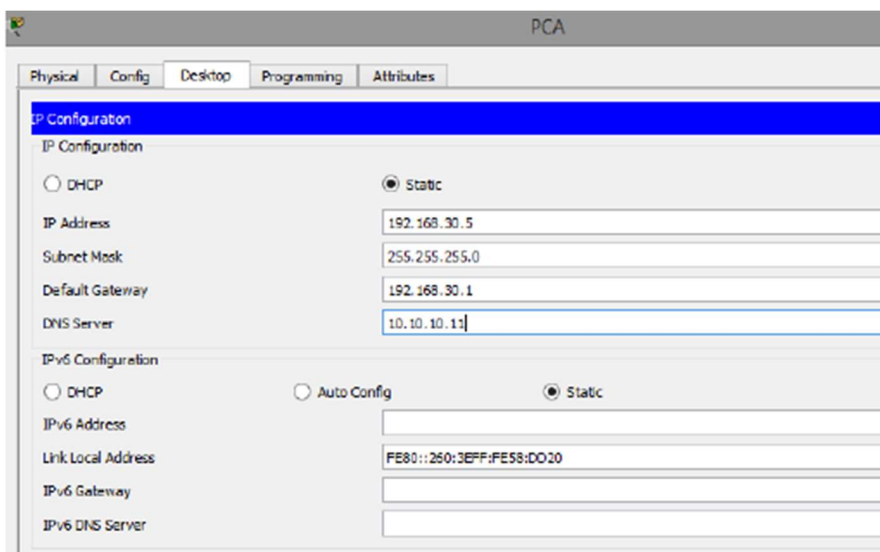 PCA
Physical Config Desktop Programming Attributes
IP Configuration
IP Configuration
DHCP Static
IP Address 192.168.30.5
Subnet Mask 255.255.255.0
Default Gateway 192.168.30.1
DNS Server 10.10.10.11
IPv6 Configuration
DHCP Auto Config Static
IPv6 Address
Link Local Address FE80::260:3EFF:FE58:DD20
IPv6 Gateway
IPv6 DNS Server